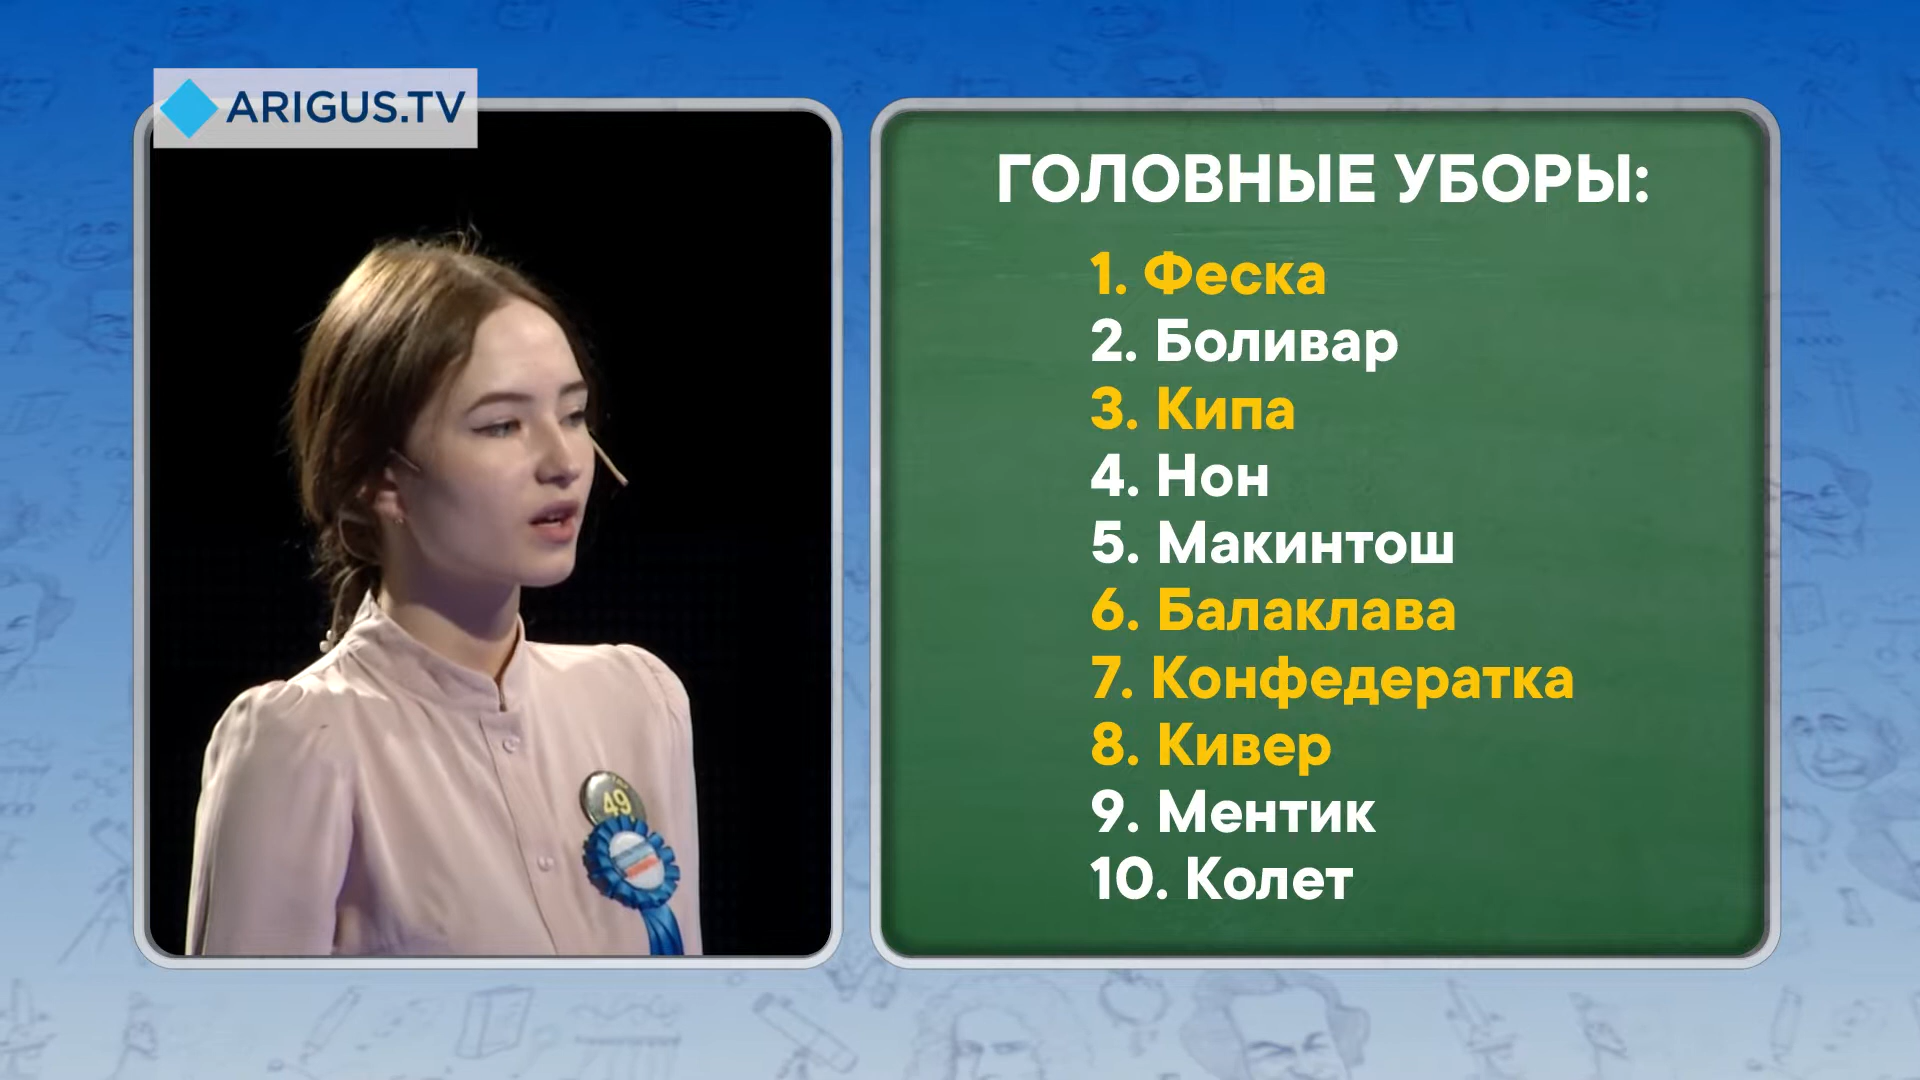 ARIGUS.TV
ГОЛОВНЫЕ УБОРЫ:
1. Феска
2. Боливар
3. Кипа
4. Нон
5. Макинтош
6. Балаклава
7. Конфедератка
8. Кивер
9. Ментик
10. Колет
49